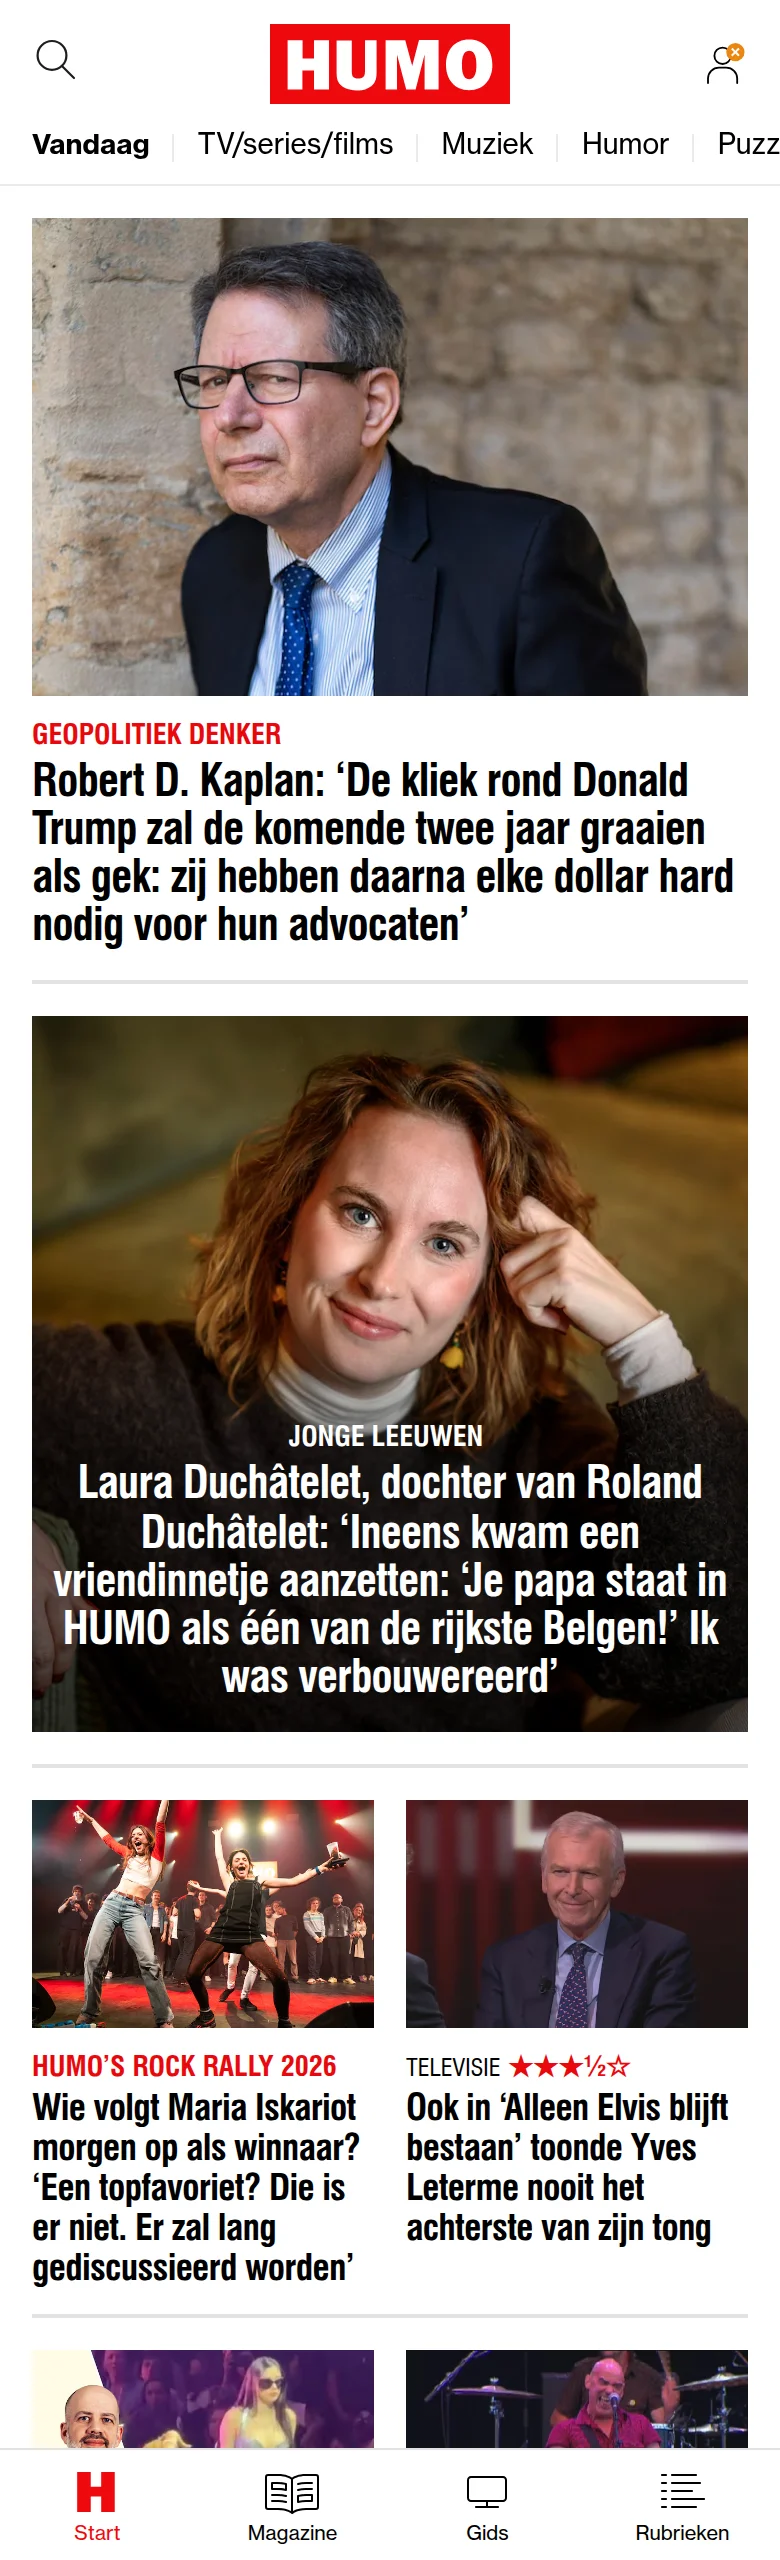 HUMO
Vandaag
TV/series/films
Muziek
Humor
Puzz
GEOPOLITIEK DENKER
Robert D. Kaplan: ‘De kliek rond Donald
Trump zal de komende twee jaar graaien
als gek: zij hebben daarna elke dollar hard
nodig voor hun advocaten’
JONGE LEEUWEN
Laura Duchâtelet, dochter van Roland
Duchâtelet: ‘Ineens kwam een
vriendinnetje aanzetten: ‘Je papa staat in
HUMO als één van de rijkste Belgen!’ Ik
was verbouwereerd’
HUMO’S ROCK RALLY 2026
Wie volgt Maria Iskariot
morgen op als winnaar?
‘Een topfavoriet? Die is
er niet. Er zal lang
gediscussieerd worden’
TELEVISIE ★★★½☆
Ook in ‘Alleen Elvis blijft
bestaan’ toonde Yves
Leterme nooit het
achterste van zijn tong
H
Start
Magazine
Gids
Rubrieken